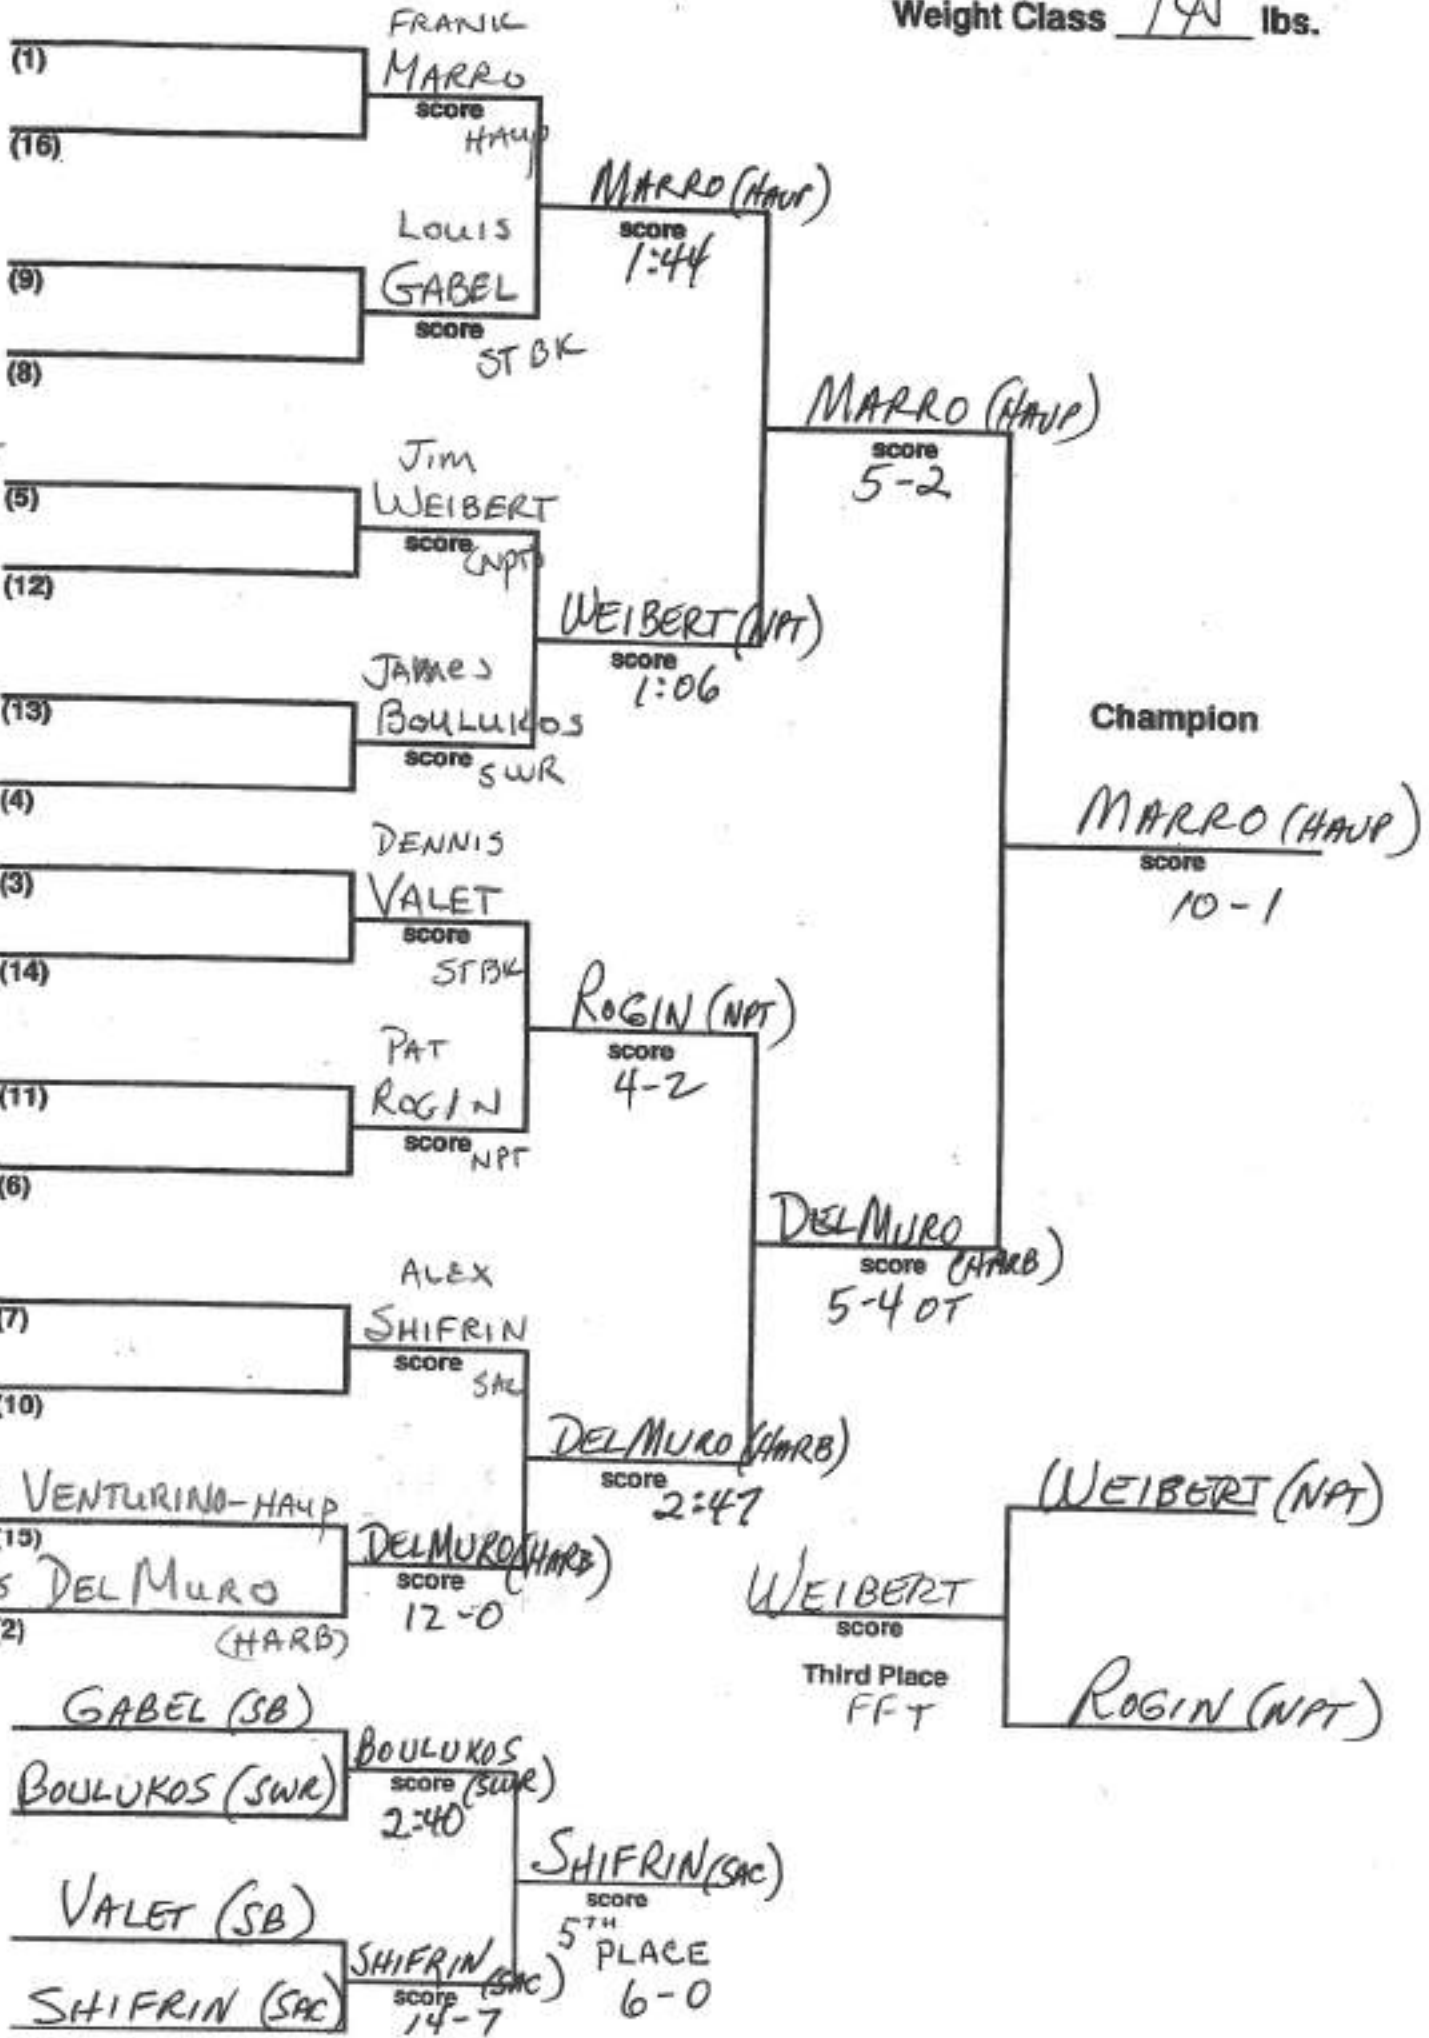 Weight Class lbs.
(1)
FRANK
MARRO
score
HAUP
(16)
MARRO (HAUP)
score
1:44
LOUIS
(9)
GABEL
score
STBK
(8)
MARRO (HAUP)
score
5-2
Jim
(5)
WEIBERT
score
(NPT)
(12)
WEIBERT (NPT)
score
1:06
James
(13)
BOULUKOS
score
SWR
(4)
Champion
MARRO (HAUP)
score
10-1
DENNIS
(3)
VALET
score
STBK
(14)
ROGIN (NPT)
score
4-2
PAT
(11)
ROGIN
score
NPT
(6)
DEL MURO
score (HARB)
5-4 OT
ALEX
(7)
SHIFRIN
score
SAC
(10)
DEL MURO (HARB)
score
2:47
VENTURINO-HAUP
(15)
DEL MURO (HARB)
score
12-0
S DEL MURO
(2)
(HARB)
WEIBERT (NPT)
WEIBERT
score
Third Place
FFT
ROGIN (NPT)
GABEL (SB)
BOULUKOS
score (SWR)
2:40
BOULUKOS (SWR)
SHIFRIN (SAC)
score
5TH
PLACE
6-0
VALET (SB)
SHIFRIN (SAC)
score
14-7
SHIFRIN (SAC)